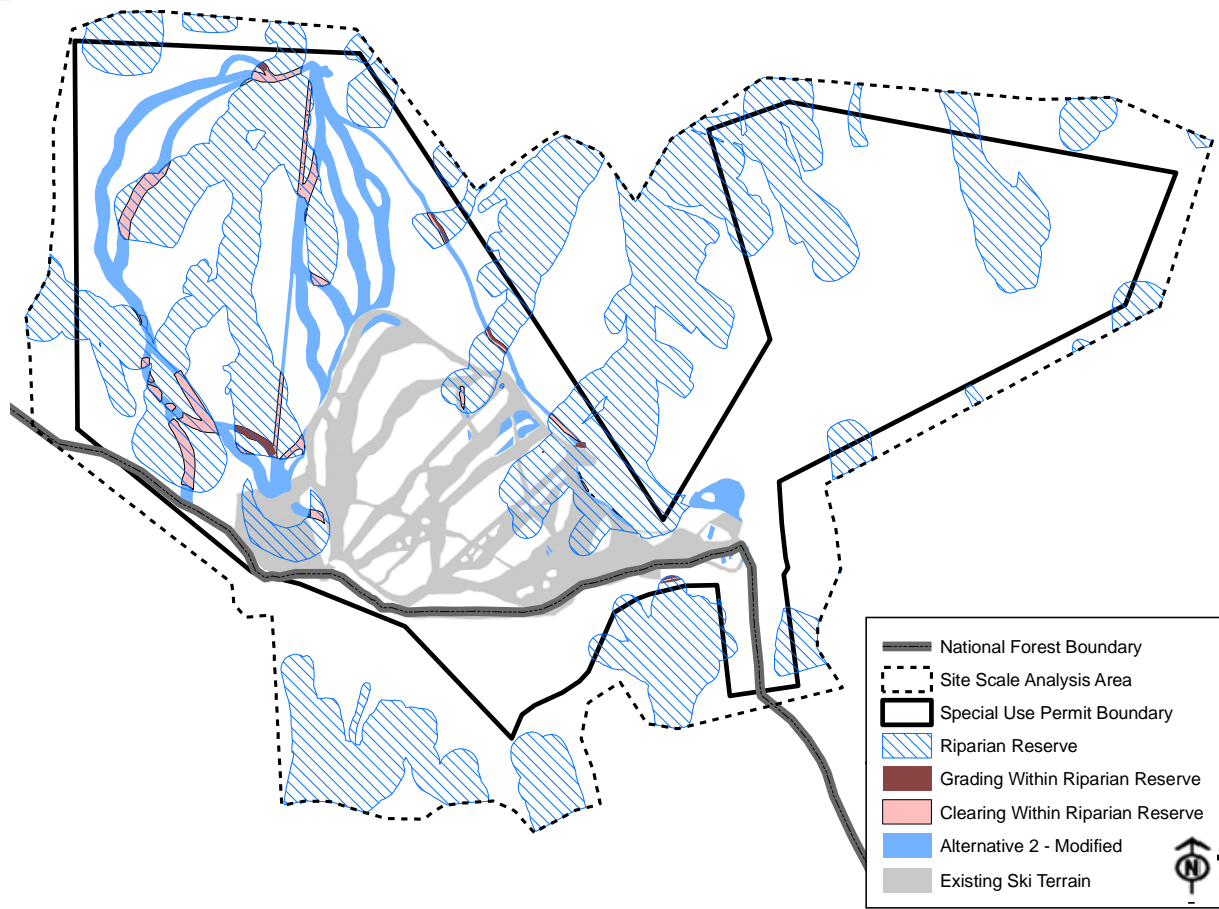 National Forest Boundary
Site Scale Analysis Area
Special Use Permit Boundary
Riparian Reserve
Grading Within Riparian Reserve
Clearing Within Riparian Reserve
Alternative 2 - Modified
Existing Ski Terrain
N